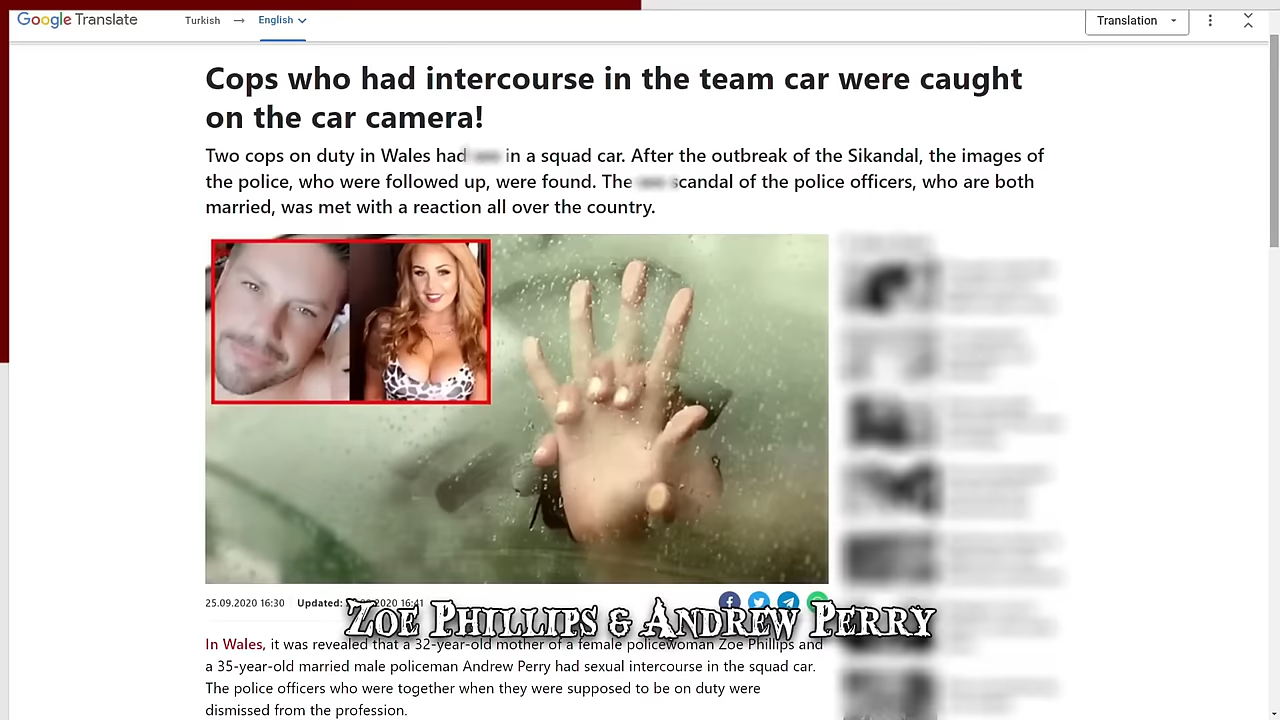 Google Translate Turkish → English Translation
Cops who had intercourse in the team car were caught
on the car camera!
Two cops on duty in Wales had in a squad car. After the outbreak of the Sikandal, the images of
the police, who were followed up, were found. The scandal of the police officers, who are both
married, was met with a reaction all over the country.
25.09.2020 16:30 Updated: 2020 16:41
Zoe Phillips & Andrew Perry
In Wales, it was revealed that a 32-year-old mother of a female policewoman Zoe Phillips and
a 35-year-old married male policeman Andrew Perry had sexual intercourse in the squad car.
The police officers who were together when they were supposed to be on duty were
dismissed from the profession.